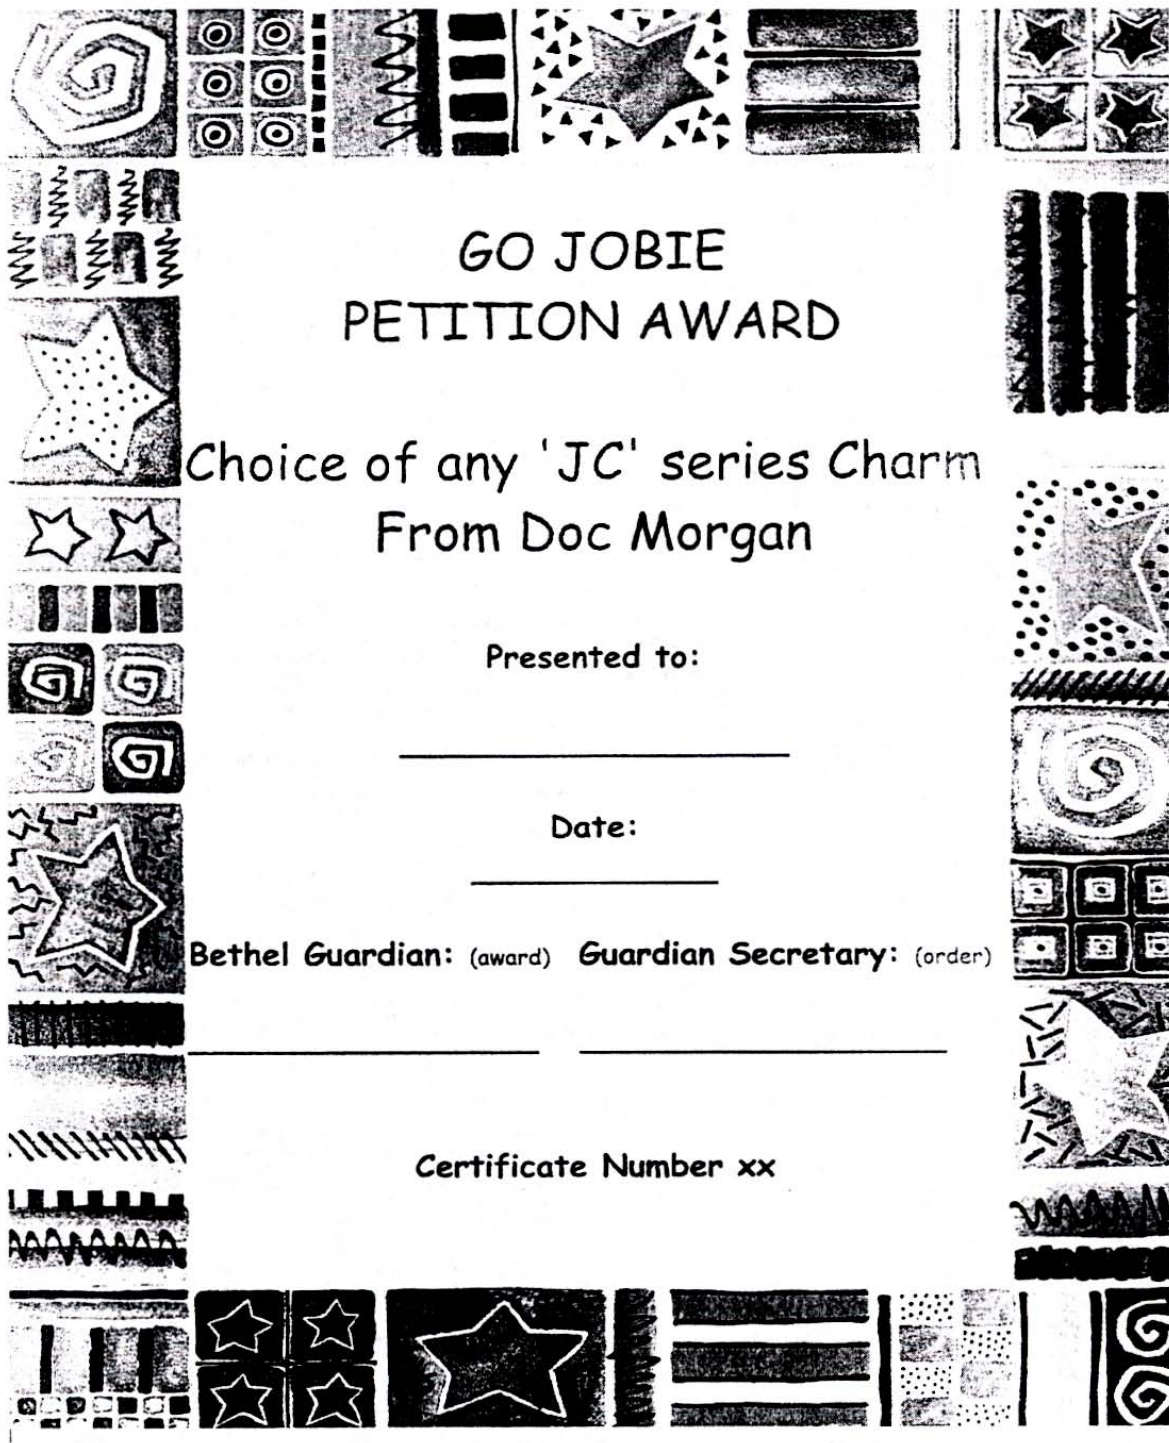 GO JOBIE
PETITION AWARD
Choice of any 'JC' series Charm
From Doc Morgan
Presented to:
Date:
Bethel Guardian: (award) Guardian Secretary: (order)
Certificate Number xx